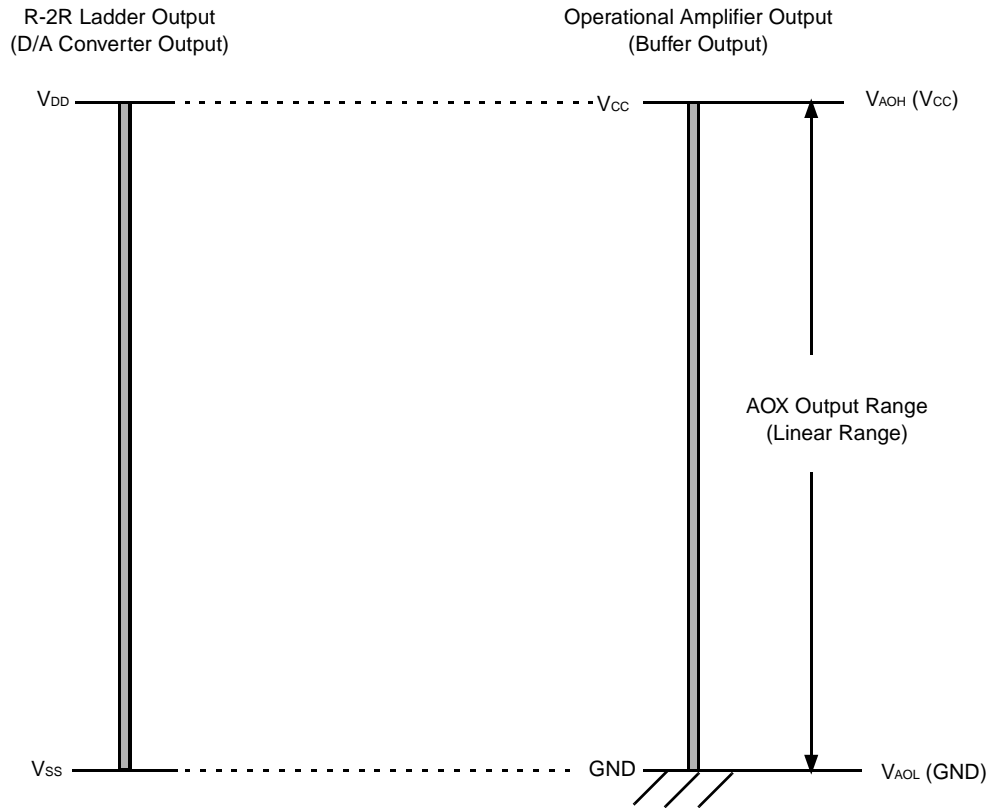 R-2R Ladder Output
(D/A Converter Output)
Operational Amplifier Output
(Buffer Output)
VDD
VCC
VAOH (VCC)
AOX Output Range
(Linear Range)
VSS
GND
VAOL (GND)